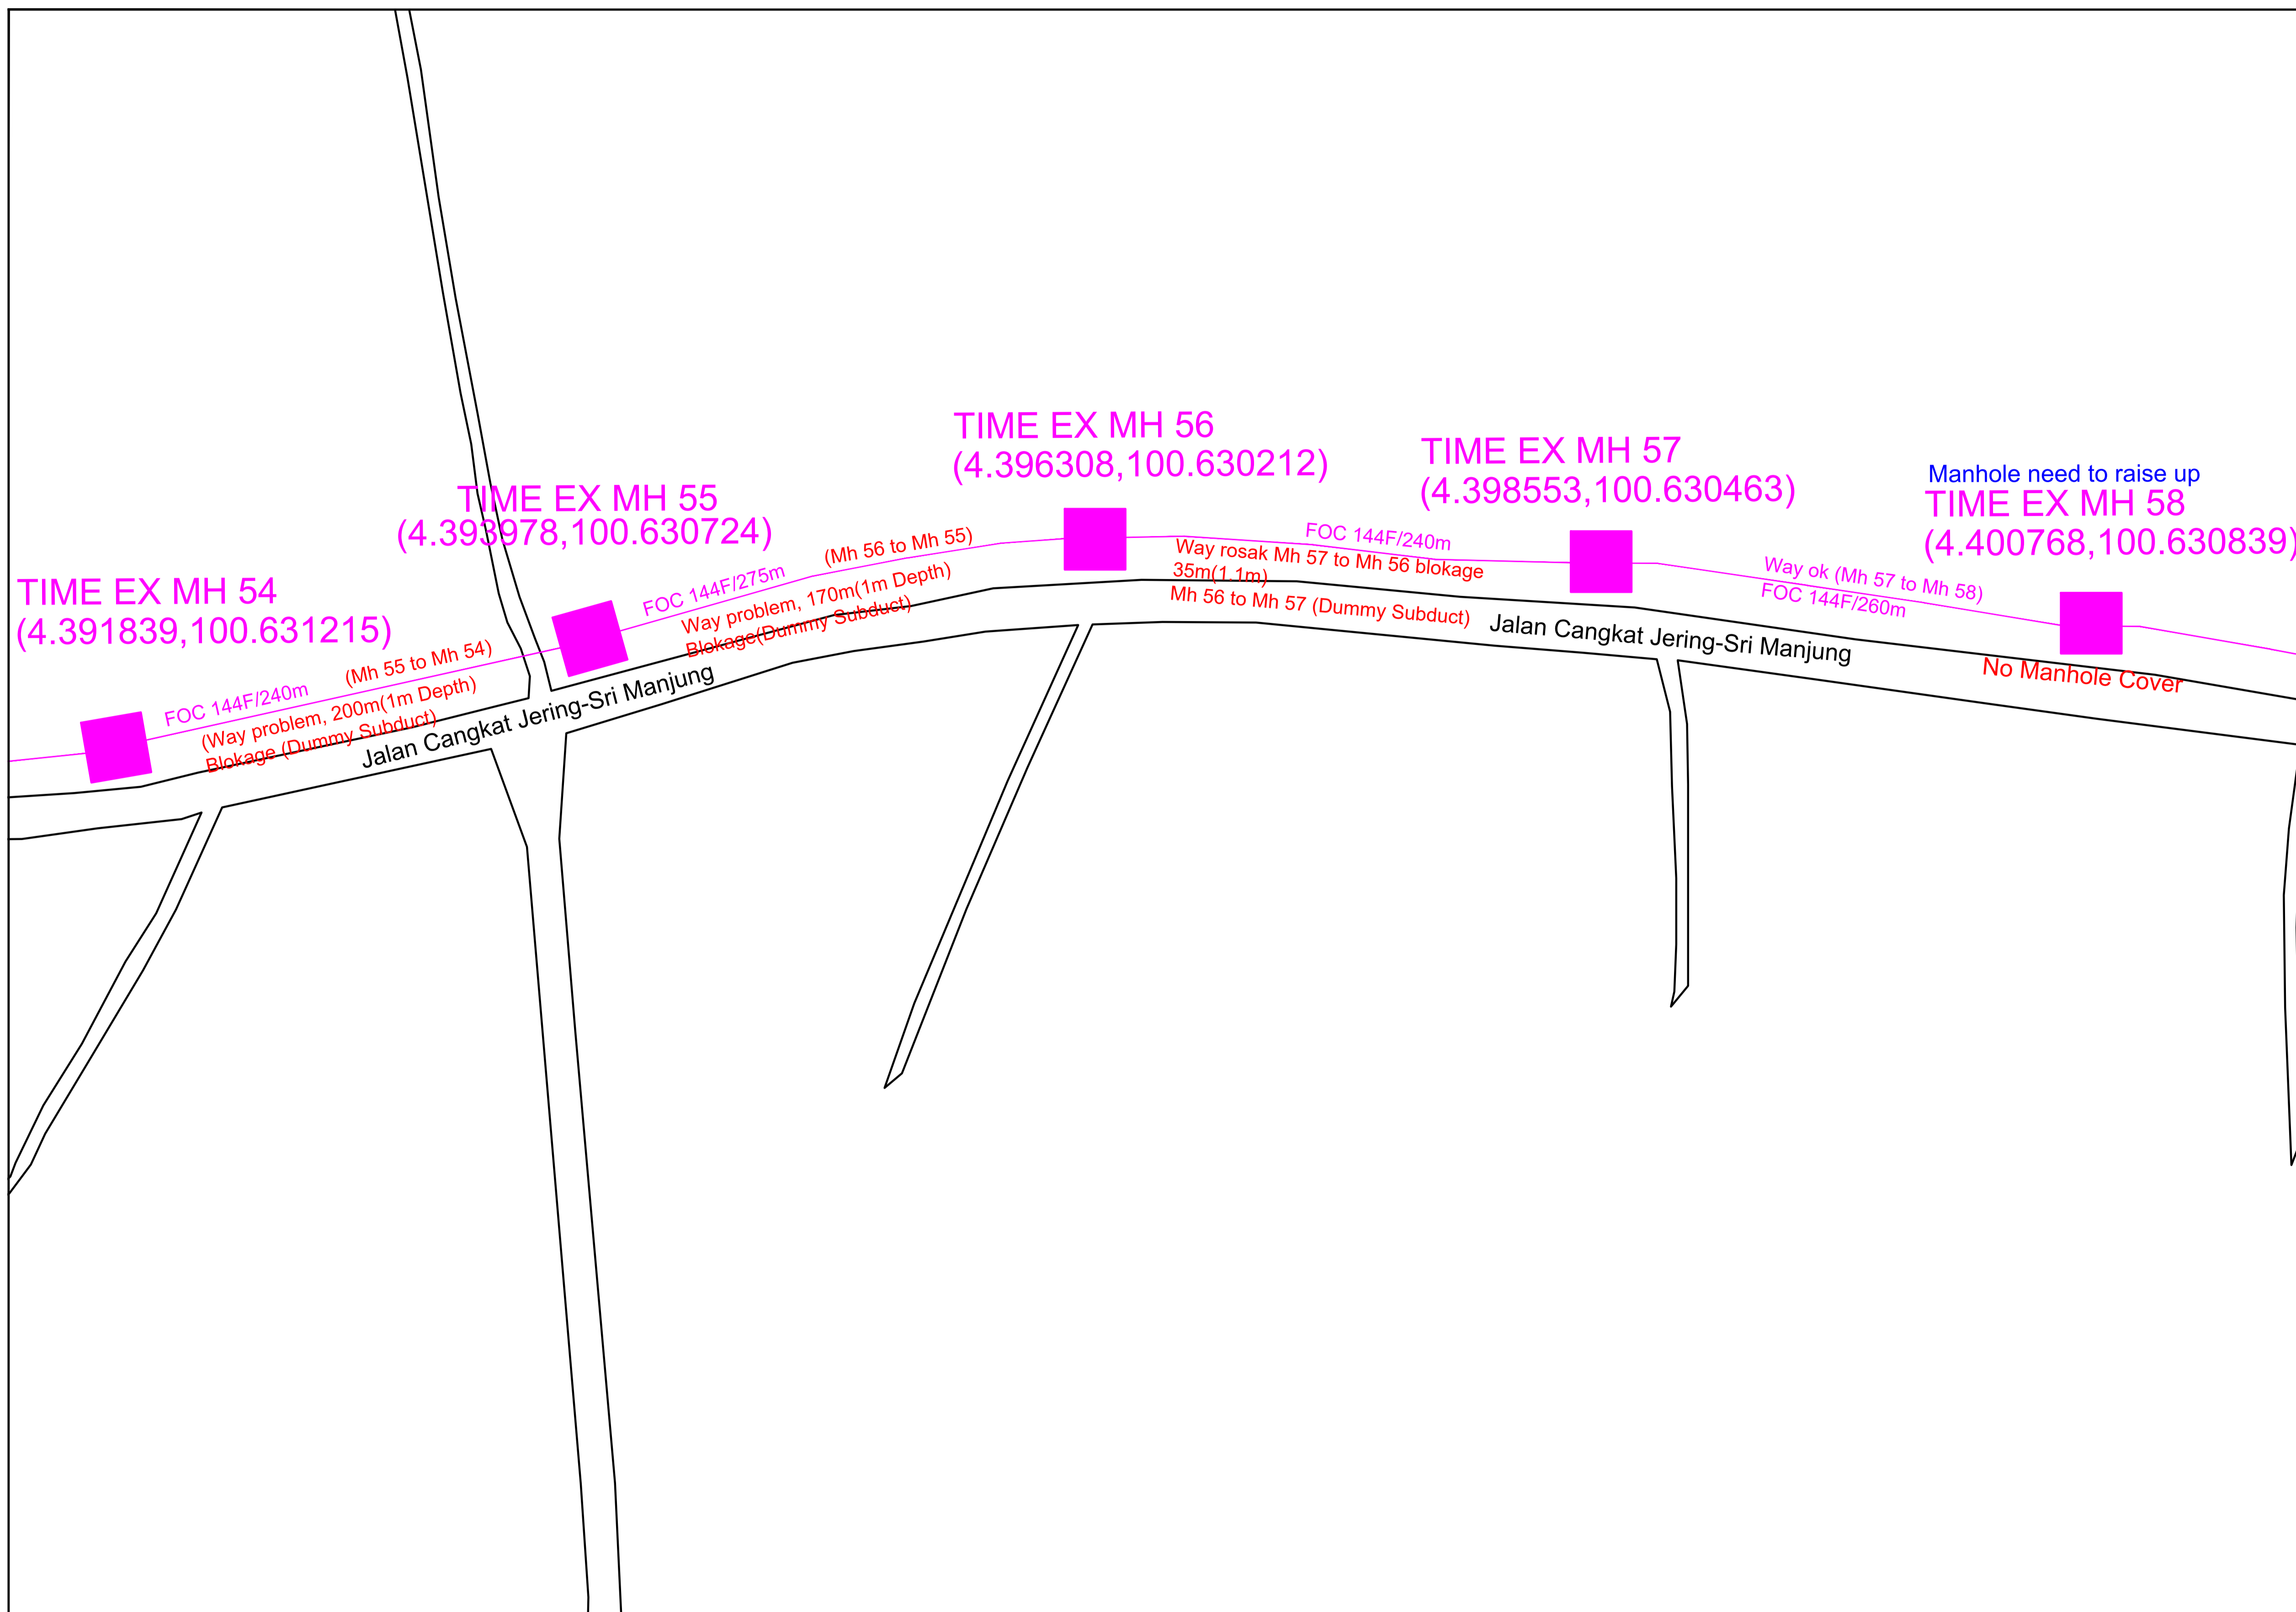 TIME EX MH 54
(4.391839,100.631215)
FOC 144F/240m
(Mh 55 to Mh 54)
(Way problem, 200m(1m Depth)
Blokage (Dummy Subduct)
Jalan Cangkat Jering-Sri Manjung
TIME EX MH 55
(4.393978,100.630724)
FOC 144F/275m
(Mh 56 to Mh 55)
Way problem, 170m(1m Depth)
Blokage(Dummy Subduct)
TIME EX MH 56
(4.396308,100.630212)
FOC 144F/240m
Way rosak Mh 57 to Mh 56 blokage
35m(1.1m)
Mh 56 to Mh 57 (Dummy Subduct)
TIME EX MH 57
(4.398553,100.630463)
Jalan Cangkat Jering-Sri Manjung
Way ok (Mh 57 to Mh 58)
FOC 144F/260m
Manhole need to raise up
TIME EX MH 58
(4.400768,100.630839)
No Manhole Cover